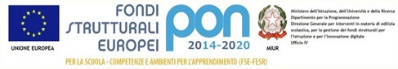 FONDI
STRUTTURALI
EUROPEI
pon
2014-2020
UNIONE EUROPEA
MIUR
Ministero dell'Istruzione, dell'Università e della Ricerca
Dipartimento per la Programmazione
Direzione Generale per interventi in materia di edilizia
scolastica, per la gestione dei fondi strutturali per
l'istruzione e per l'innovazione digitale
Ufficio IV
PER LA SCUOLA - COMPETENZE E AMBIENTI PER L'APPRENDIMENTO (FSE-FESR)